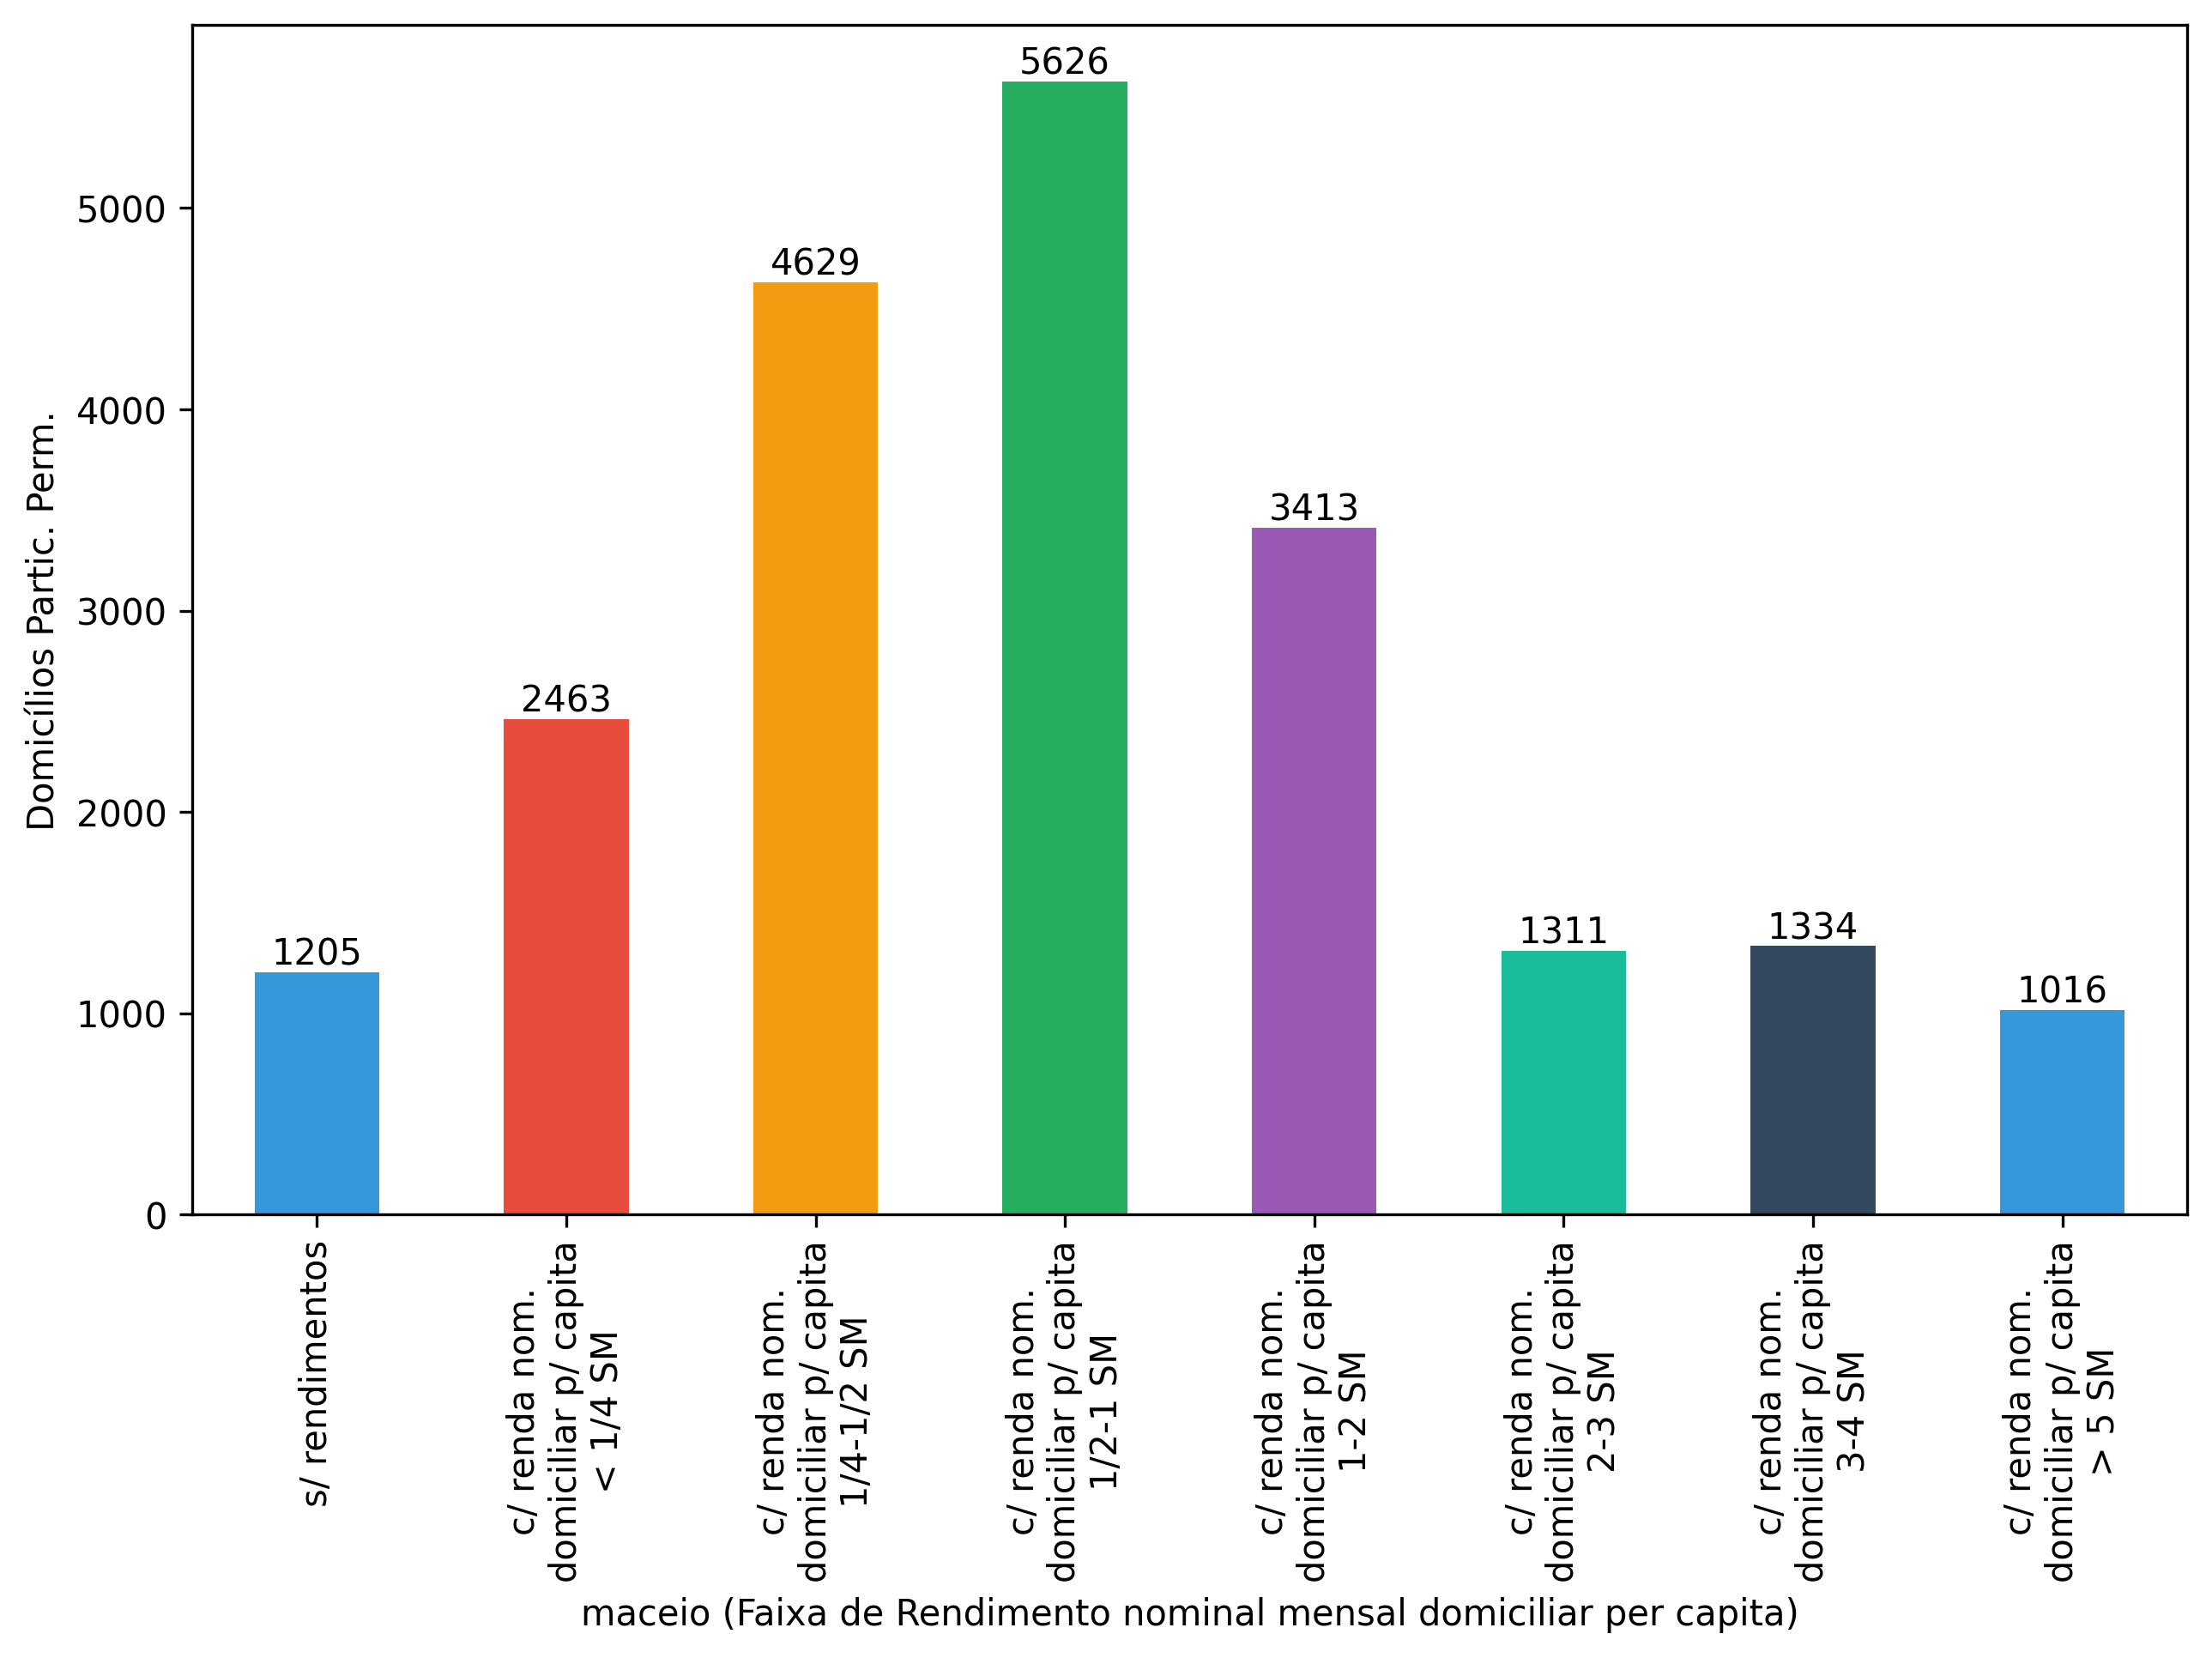 Domicílios Partic. Perm.
5000
4000
3000
2000
1000
0
1205
2463
4629
5626
3413
1311
1334
1016
s/ rendimentos
c/ renda nom.
domiciliar p/ capita
< 1/4 SM
c/ renda nom.
domiciliar p/ capita
1/4-1/2 SM
c/ renda nom.
domiciliar p/ capita
1/2-1 SM
c/ renda nom.
domiciliar p/ capita
1-2 SM
c/ renda nom.
domiciliar p/ capita
2-3 SM
c/ renda nom.
domiciliar p/ capita
3-4 SM
c/ renda nom.
domiciliar p/ capita
> 5 SM
maceio (Faixa de Rendimento nominal mensal domiciliar per capita)